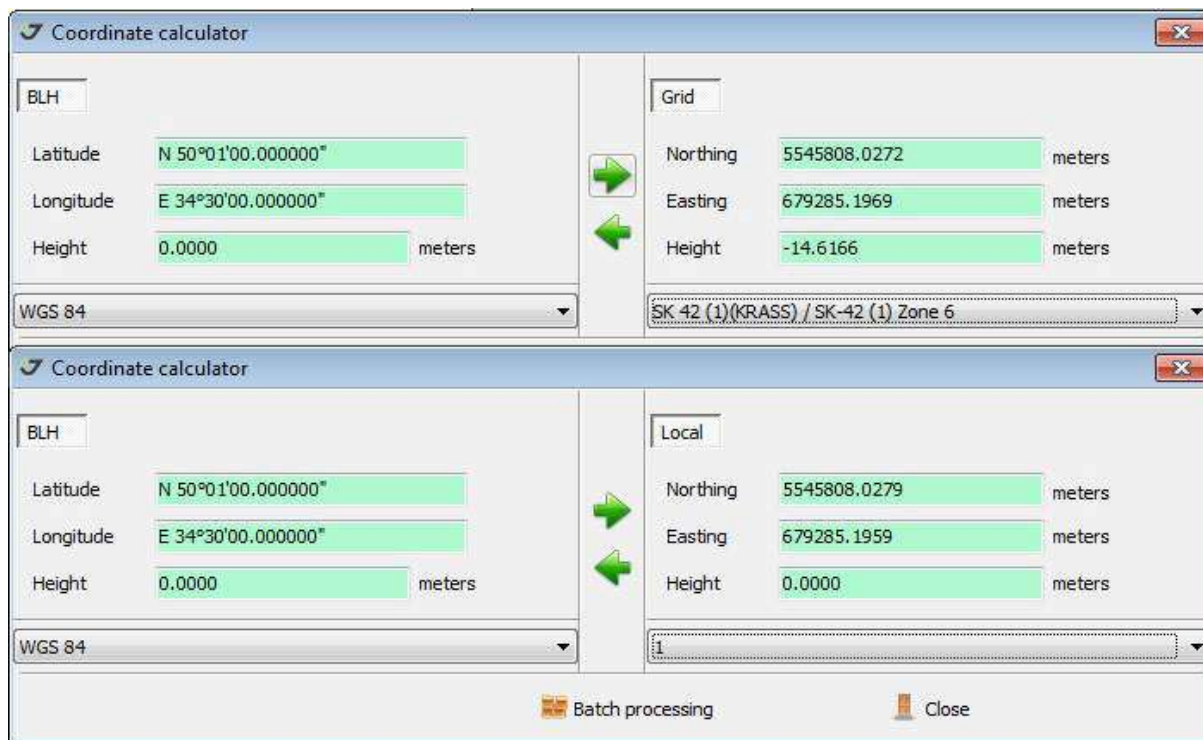 Coordinate calculator
BLH
Grid
Latitude N 50°01'00.000000" Northing 5545808.0272 meters
Longitude E 34°30'00.000000" Easting 679285.1969 meters
Height 0.0000 meters Height -14.6166 meters
WGS 84 SK 42 (1)(KRASS) / SK-42 (1) Zone 6
Coordinate calculator
BLH
Local
Latitude N 50°01'00.000000" Northing 5545808.0279 meters
Longitude E 34°30'00.000000" Easting 679285.1959 meters
Height 0.0000 meters Height 0.0000 meters
WGS 84 1
Batch processing Close